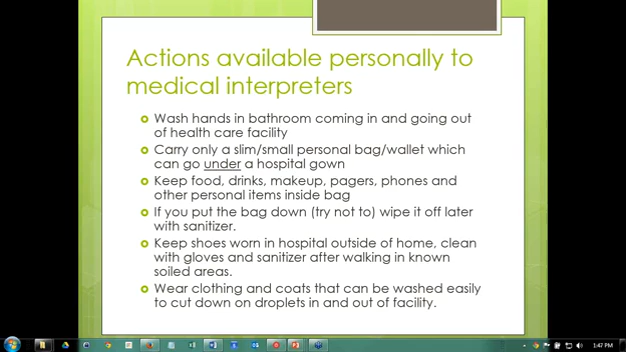 Actions available personally to
medical interpreters
Wash hands in bathroom coming in and going out
of health care facility
Carry only a slim/small personal bag/wallet which
can go under a hospital gown
Keep food, drinks, makeup, pagers, phones and
other personal items inside bag
If you put the bag down (try not to) wipe it off later
with sanitizer.
Keep shoes worn in hospital outside of home, clean
with gloves and sanitizer after walking in known
soiled areas.
Wear clothing and coats that can be washed easily
to cut down on droplets in and out of facility.
1:47 PM